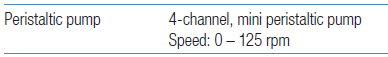 Peristaltic pump 4-channel, mini peristaltic pump
Speed: 0 – 125 rpm